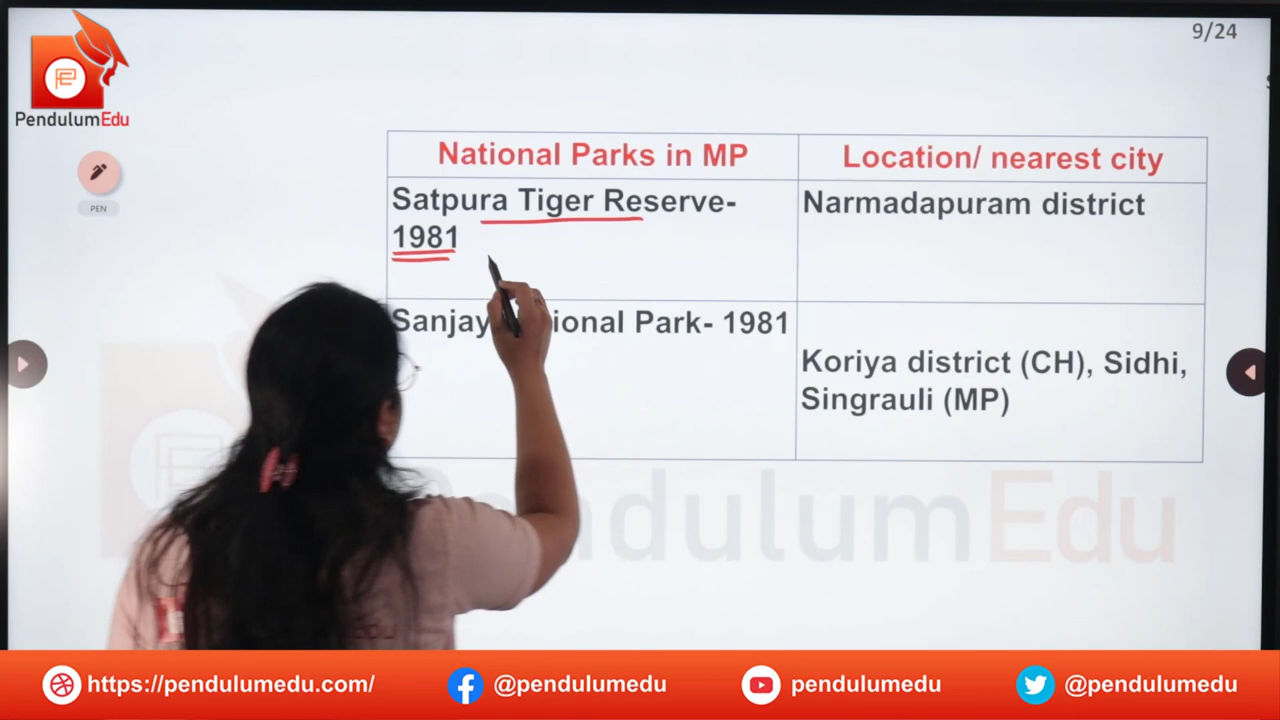 9/24
PendulumEdu
PEN
National Parks in MP
Location/ nearest city
Satpura Tiger Reserve-
1981
Narmadapuram district
Sanjay ional Park- 1981
Koriya district (CH), Sidhi,
Singrauli (MP)
ndulumEdu
https://pendulumedu.com/
@pendulumedu
pendulumedu
@pendulumedu